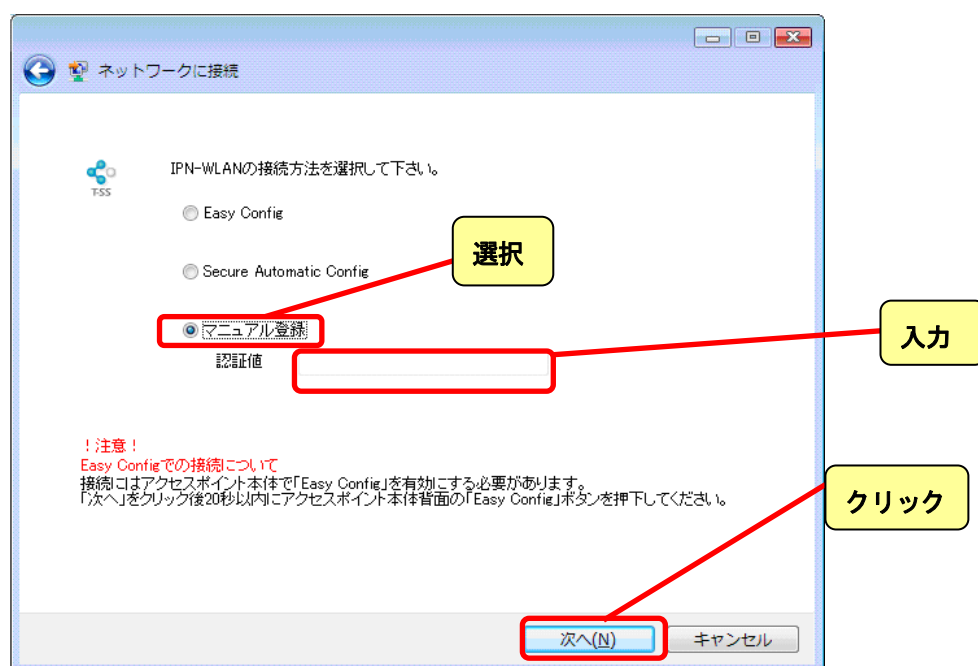 ネットワークに接続
T-SS
IPN-WLANの接続方法を選択して下さい。
Easy Config
選択
Secure Automatic Config
マニュアル登録
入力
認証値
！注意！
Easy Configでの接続について
接続にはアクセスポイント本体で「Easy Config」を有効にする必要があります。
「次へ」をクリック後20秒以内にアクセスポイント本体背面の「Easy Config」ボタンを押下してください。
クリック
次へ(N)
キャンセル